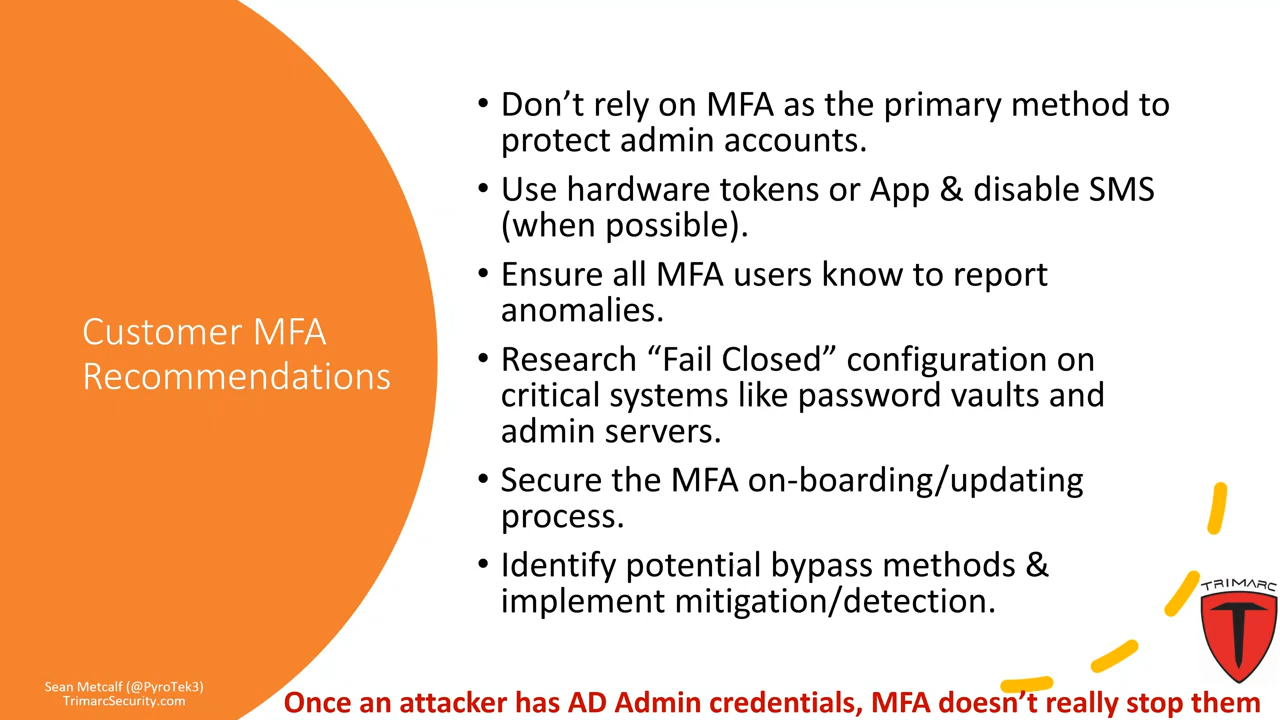 Customer MFA
Recommendations
• Don’t rely on MFA as the primary method to
protect admin accounts.
• Use hardware tokens or App & disable SMS
(when possible).
• Ensure all MFA users know to report
anomalies.
• Research “Fail Closed” configuration on
critical systems like password vaults and
admin servers.
• Secure the MFA on-boarding/updating
process.
• Identify potential bypass methods &
implement mitigation/detection.
TRIMARC
Sean Metcalf (@PyroTek3)
TrimarcSecurity.com
Once an attacker has AD Admin credentials, MFA doesn’t really stop them